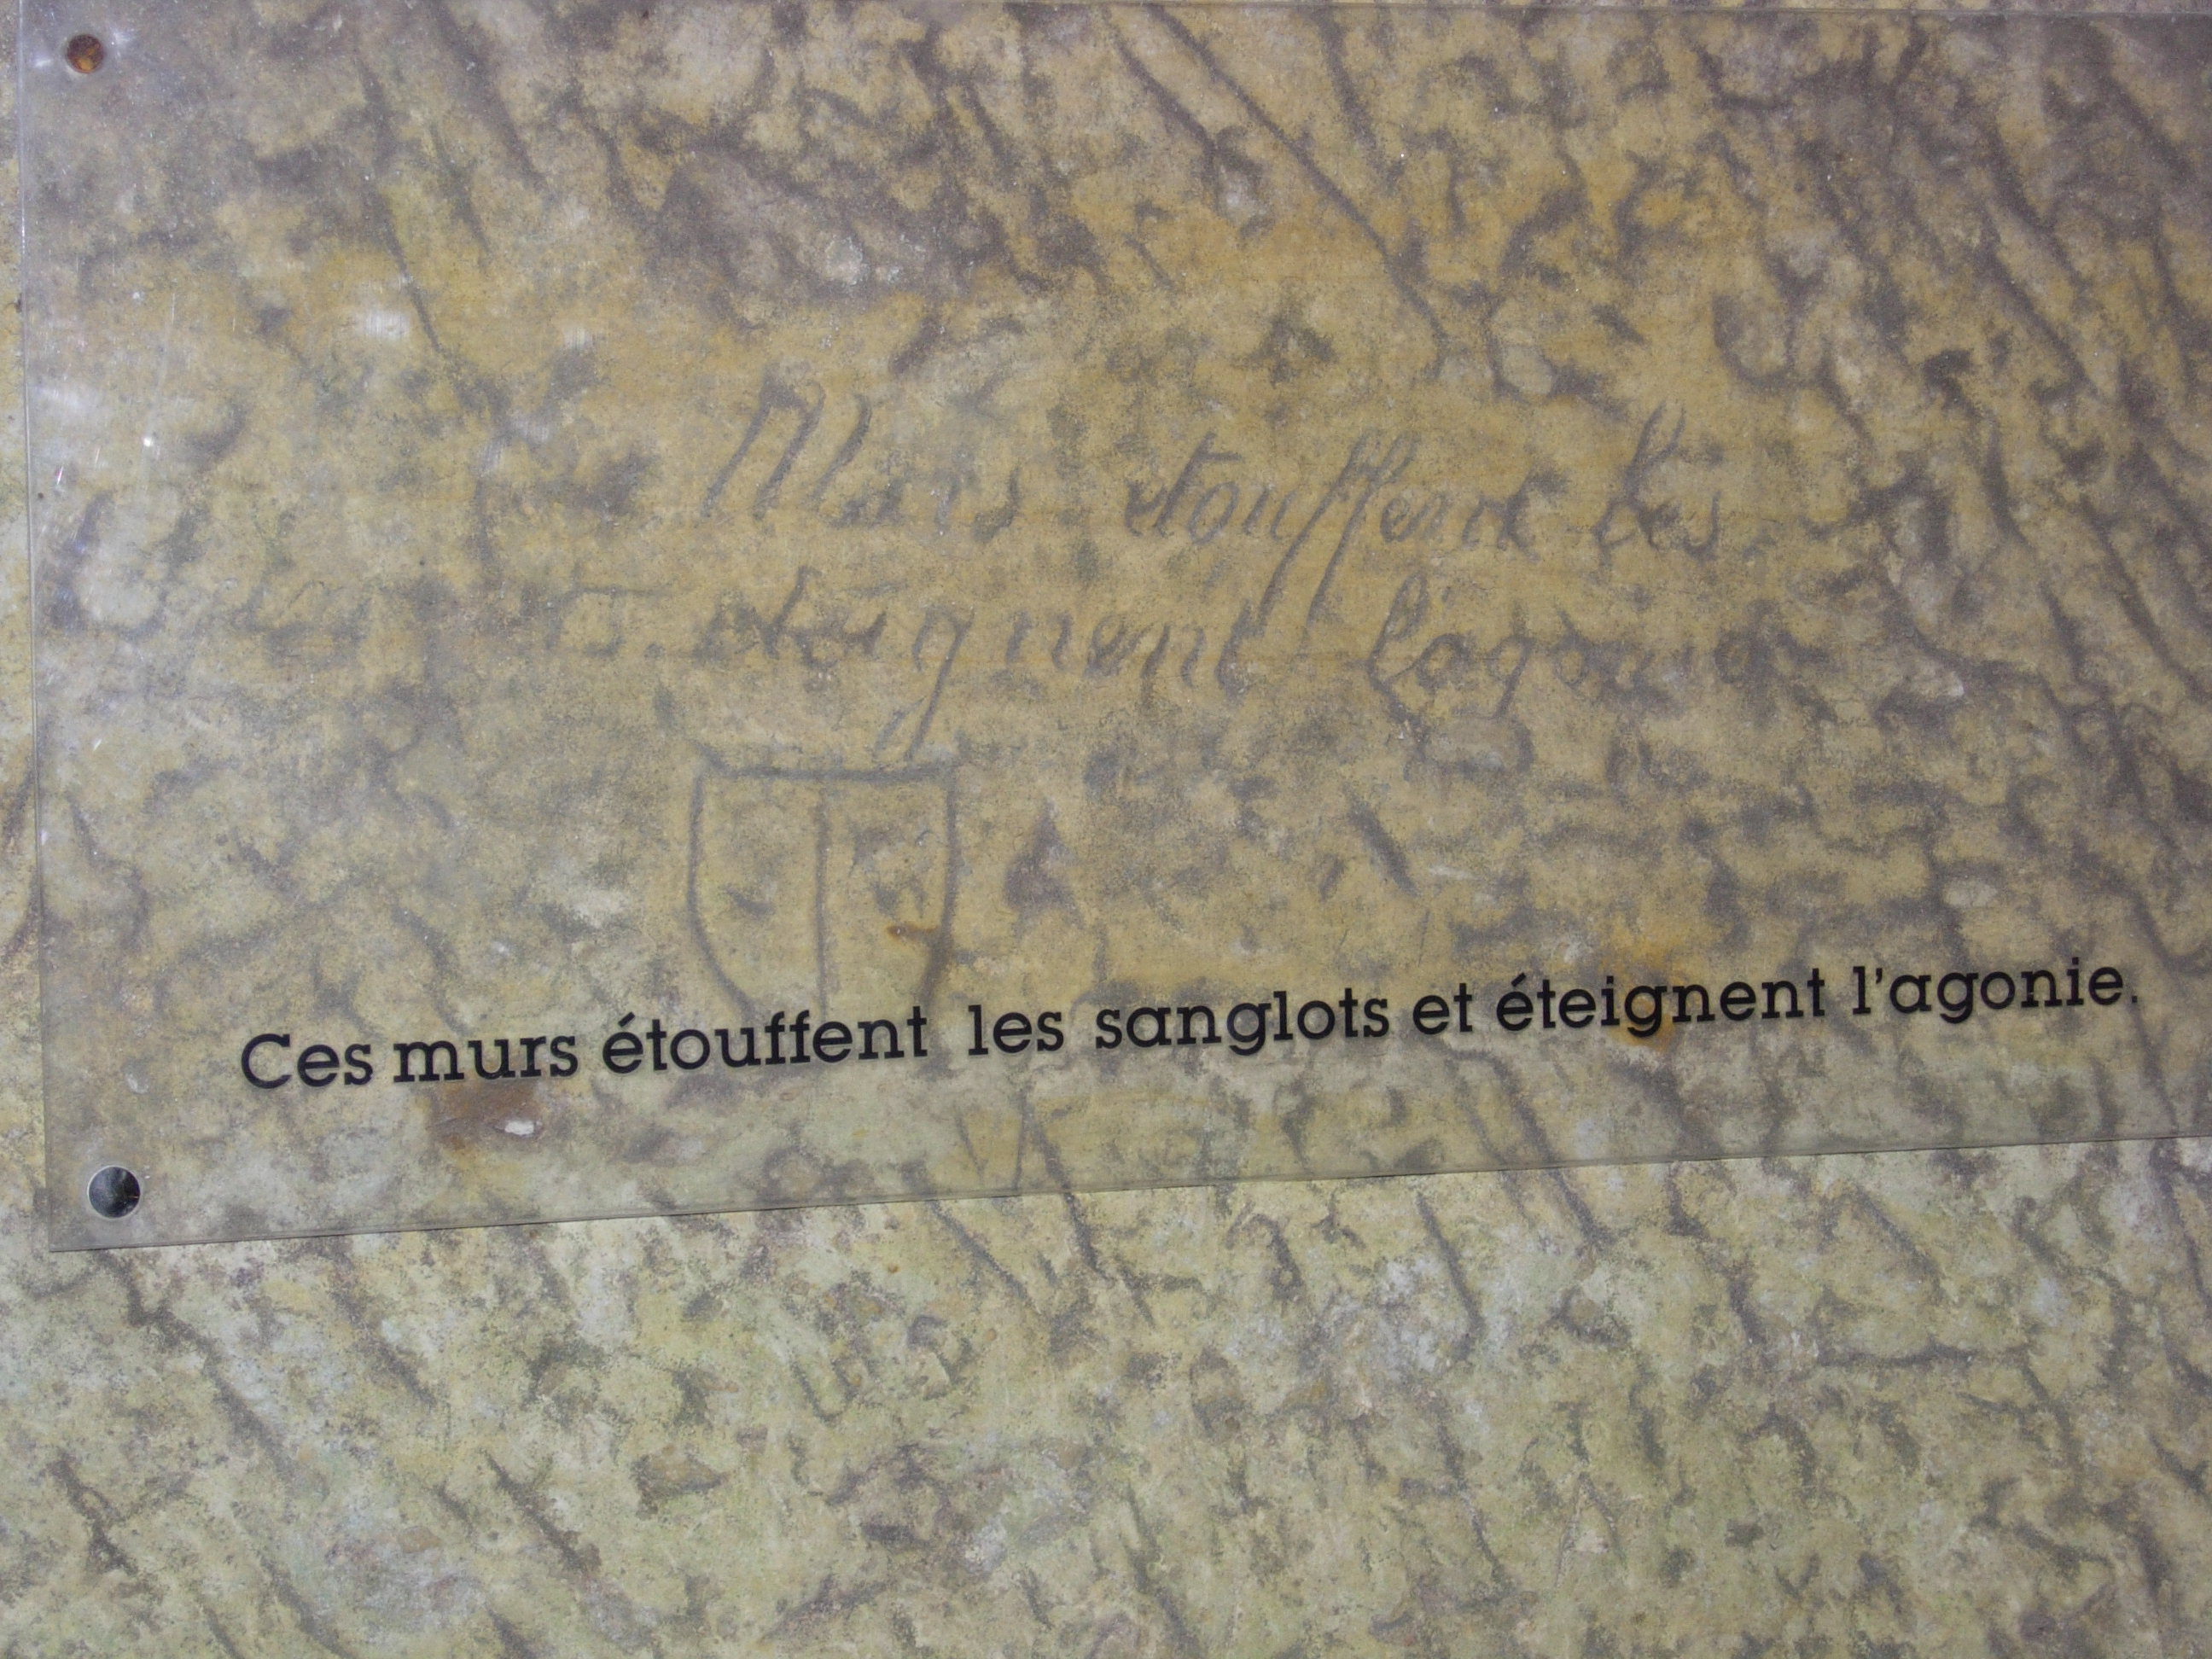 Murs étouffent les
éteignent l'agonie
Ces murs étouffent les sanglots et éteignent l'agonie.